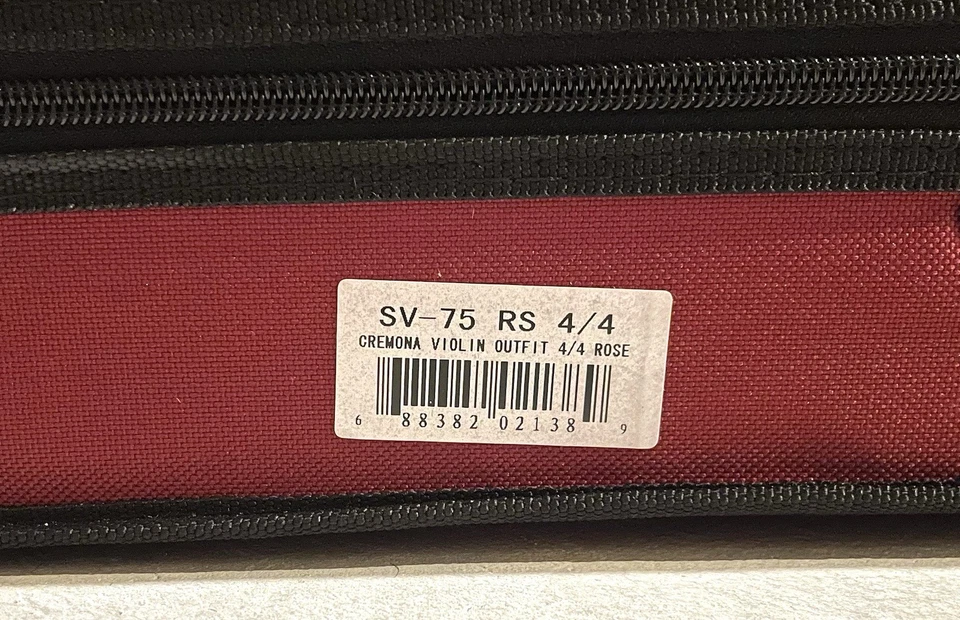 SV-75 RS 4/4
CREMONA VIOLIN OUTFIT 4/4 ROSE
6 88382 02138 9